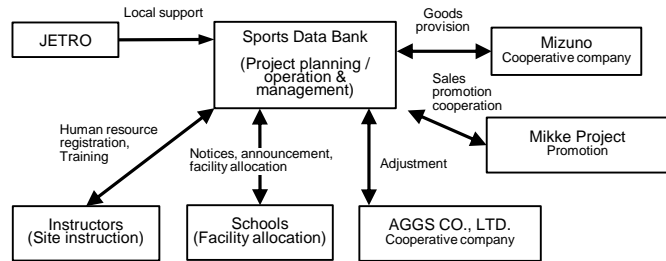 Local support
JETRO
Sports Data Bank
(Project planning /
operation &
management)
Goods
provision
Mizuno
Cooperative company
Sales
promotion
cooperation
Mikke Project
Promotion
Human resource
registration,
Training
Notices, announcement,
facility allocation
Adjustment
Instructors
(Site instruction)
Schools
(Facility allocation)
AGGS CO., LTD.
Cooperative company